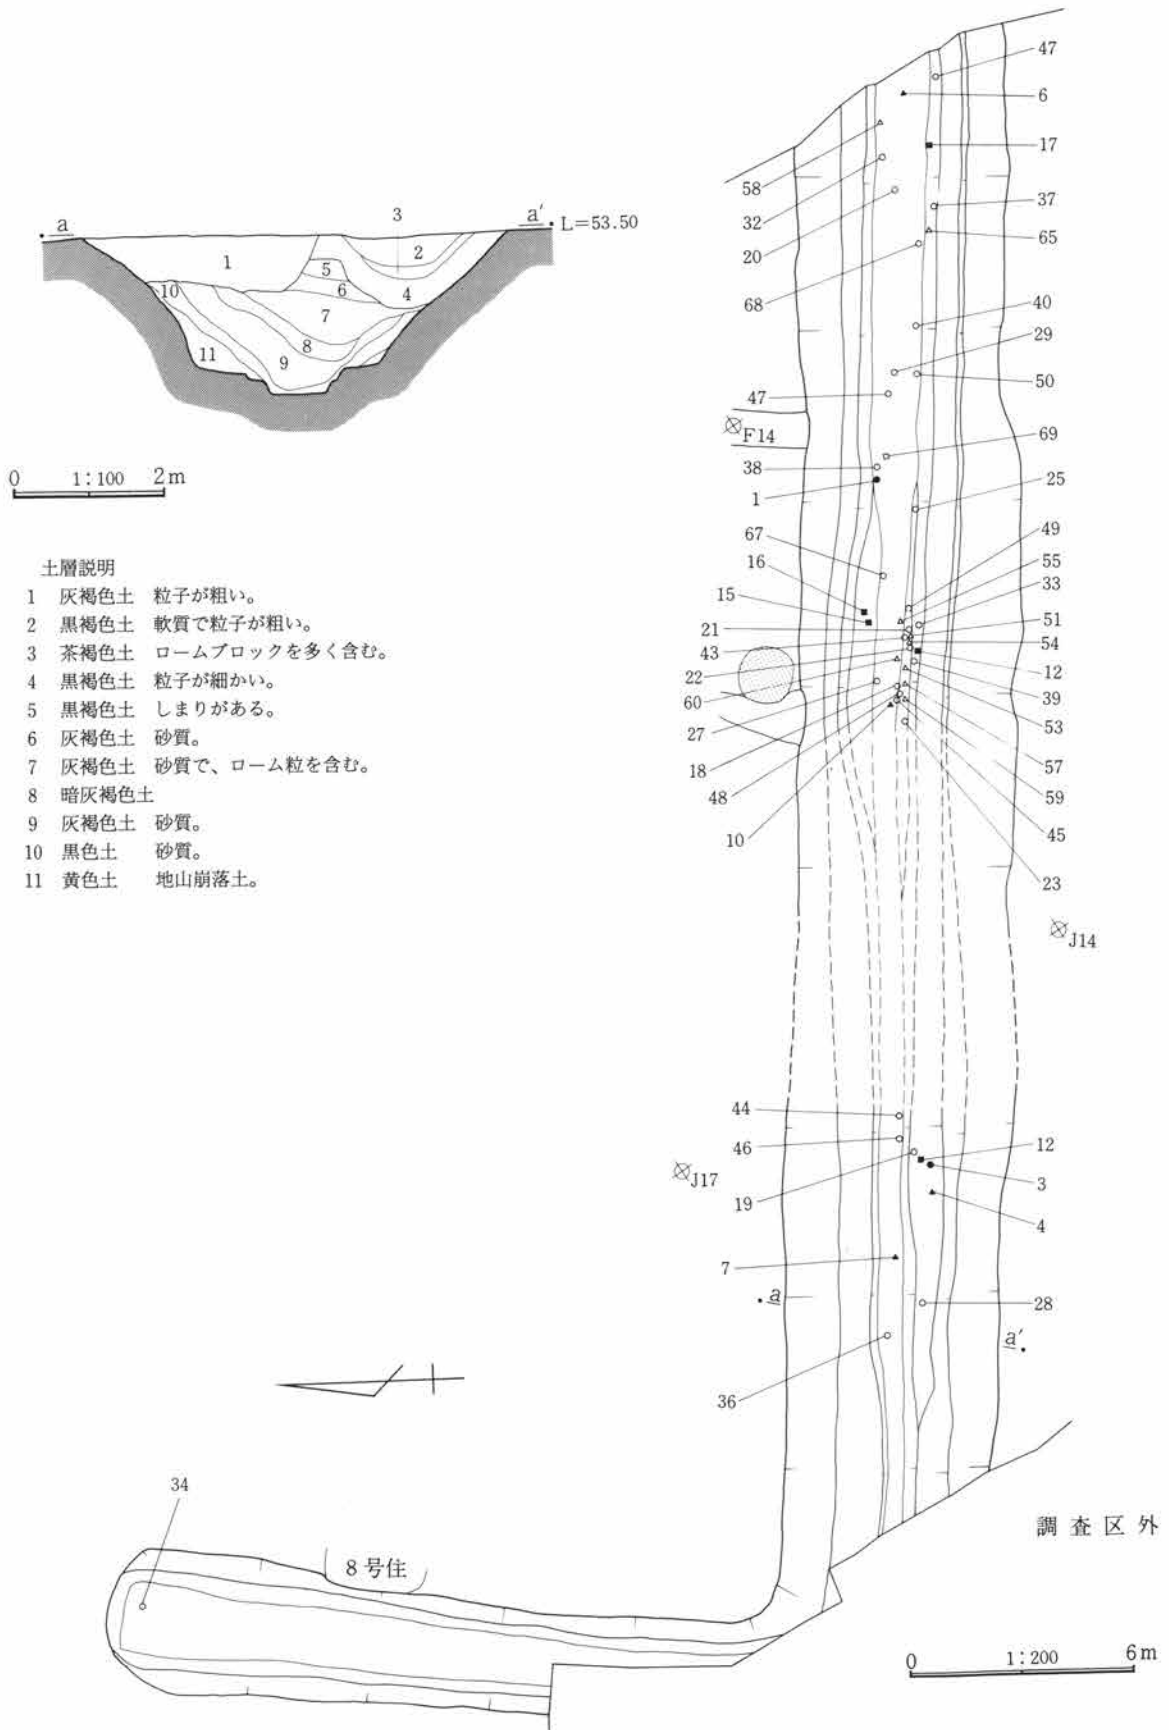 a
3
a′
L=53.50
1
2
5
10
6
4
7
8
11
9
0 1:100 2m
土層説明
1 灰褐色土 粒子が粗い。
2 黒褐色土 軟質で粒子が粗い。
3 茶褐色土 ロームブロックを多く含む。
4 黒褐色土 粒子が細かい。
5 黒褐色土 しまりがある。
6 灰褐色土 砂質。
7 灰褐色土 砂質で、ローム粒を含む。
8 暗灰褐色土
9 灰褐色土 砂質。
10 黒色土 砂質。
11 黄色土 地山崩落土。
47
6
17
58
32
37
20
65
68
40
29
50
47
F14
69
38
25
1
49
67
55
16
33
15
51
21
54
43
12
22
39
60
53
27
57
18
59
48
45
10
23
J14
44
46
12
J17
3
19
4
7
a
28
a′
36
34
調査区外
8号住
0 1:200 6m